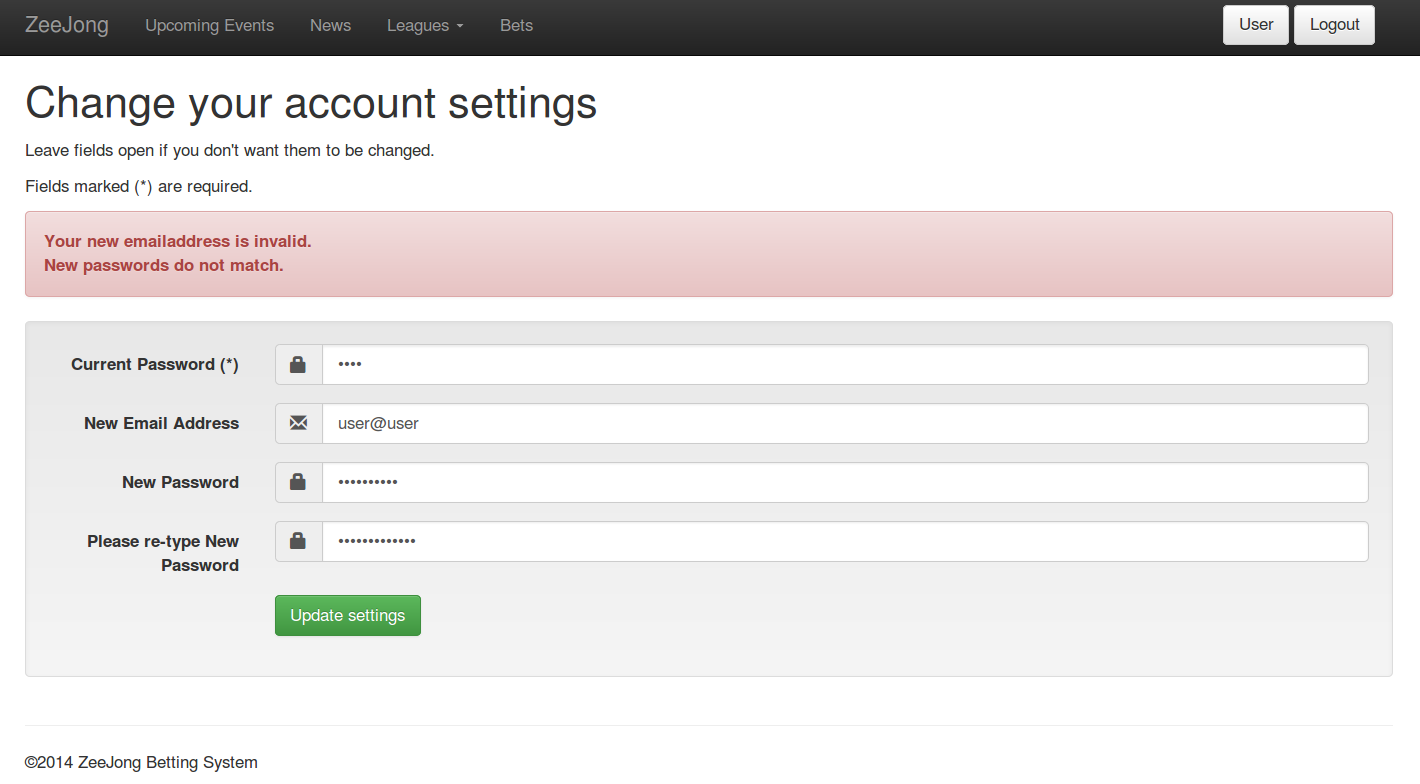 ZeeJong Upcoming Events News Leagues Bets User Logout
Change your account settings
Leave fields open if you don't want them to be changed.
Fields marked (*) are required.
Your new emailaddress is invalid.
New passwords do not match.
Current Password (*) ••••
New Email Address user@user
New Password ••••••••••
Please re-type New •••••••••••••
Password
Update settings
©2014 ZeeJong Betting System